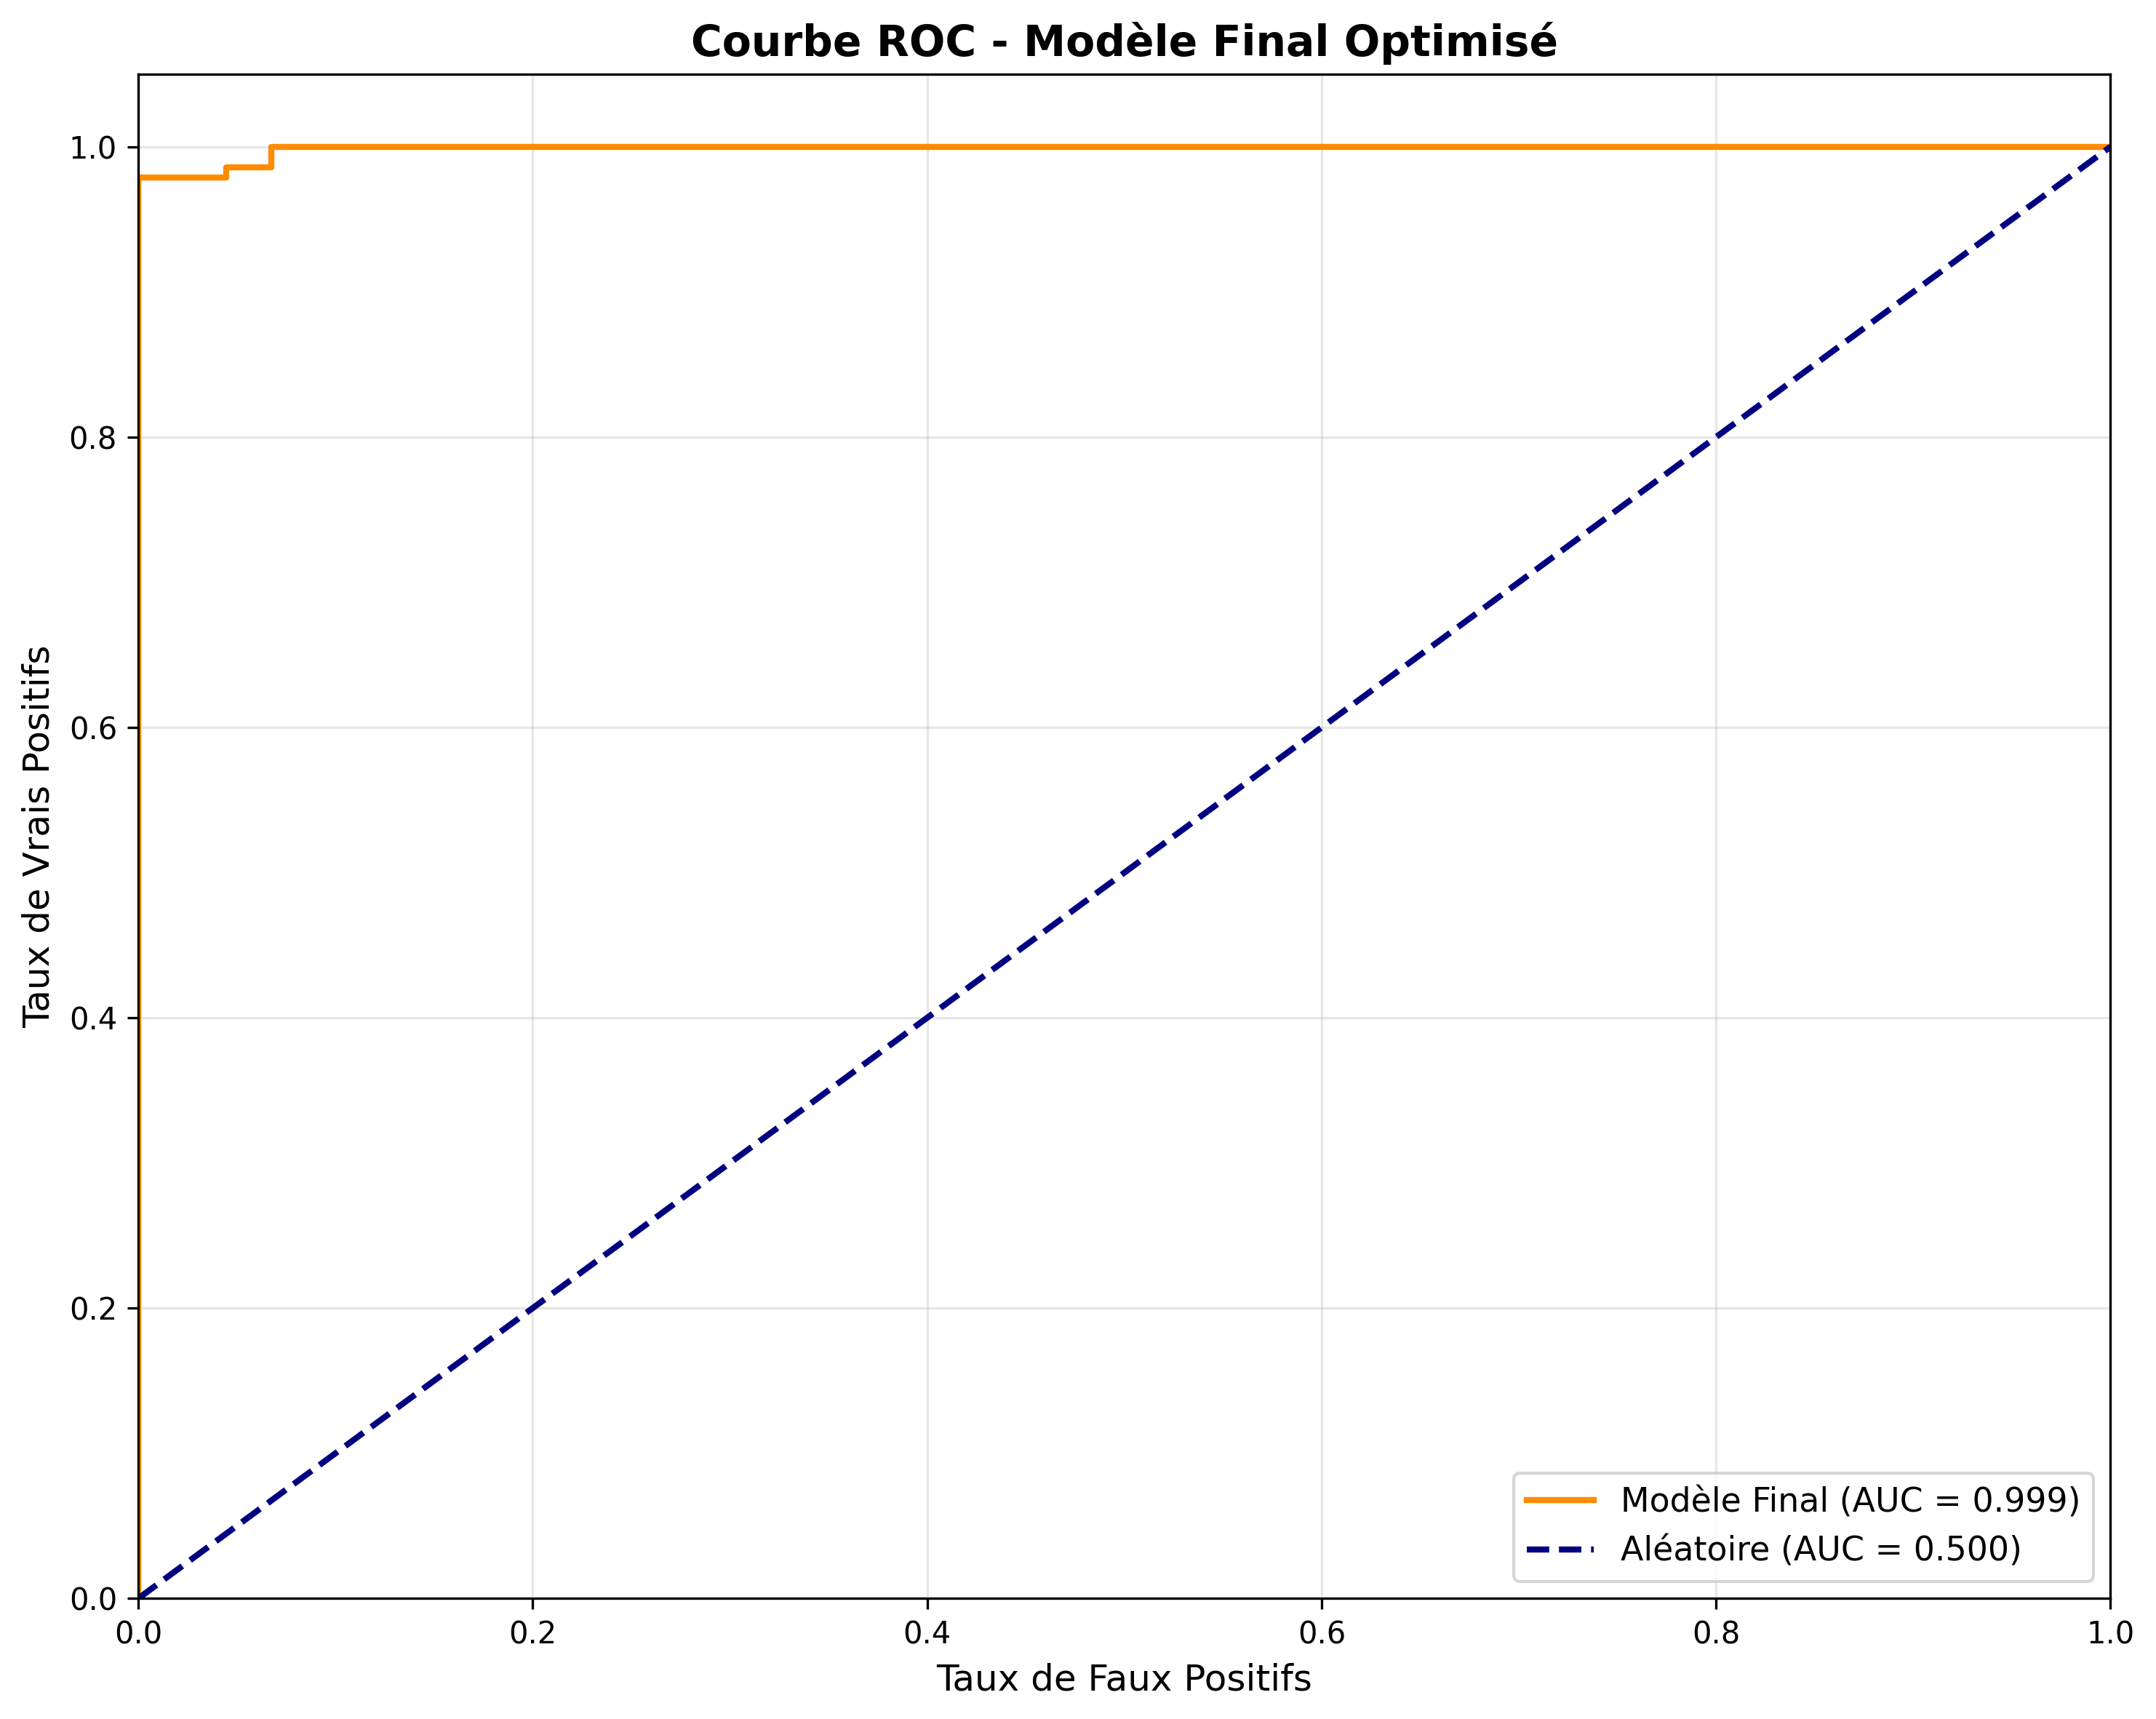 Courbe ROC - Modèle Final Optimisé
Taux de Vrais Positifs
1.0
0.8
0.6
0.4
0.2
0.0
0.0 0.2 0.4 0.6 0.8 1.0
Taux de Faux Positifs
Modèle Final (AUC = 0.999)
Aléatoire (AUC = 0.500)